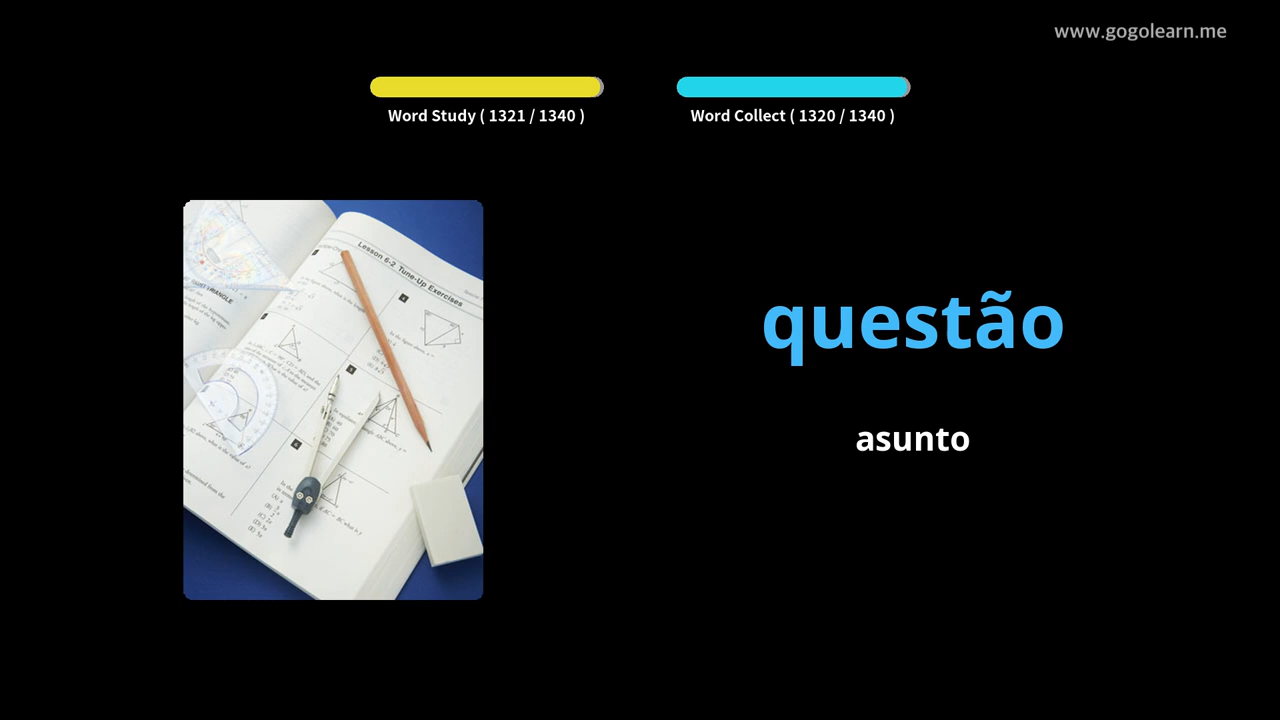 www.gogolearn.me
Word Study ( 1321 / 1340 )
Word Collect ( 1320 / 1340 )
Lesson 6-2 Tune-Up Exercises
questão
asunto